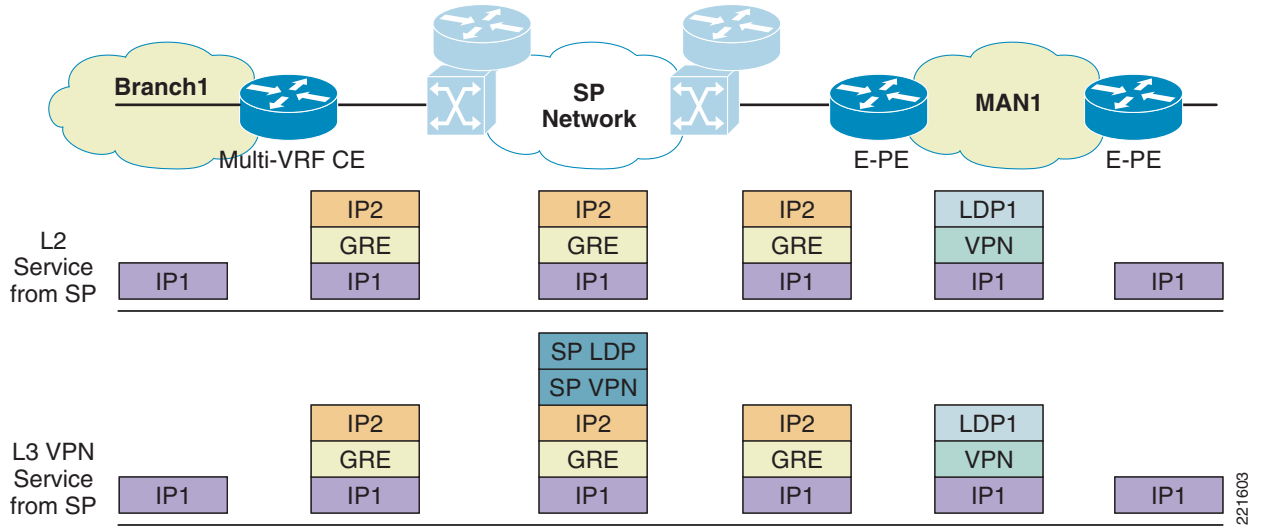 Branch1
SP
Network
MAN1
Multi-VRF CE
E-PE
E-PE
L2
Service
from SP
IP1
IP2
GRE
IP1
IP2
GRE
IP1
IP2
GRE
IP1
LDP1
VPN
IP1
IP1
L3 VPN
Service
from SP
IP1
IP2
GRE
IP1
SP LDP
SP VPN
IP2
GRE
IP1
IP2
GRE
IP1
LDP1
VPN
IP1
IP1
221603